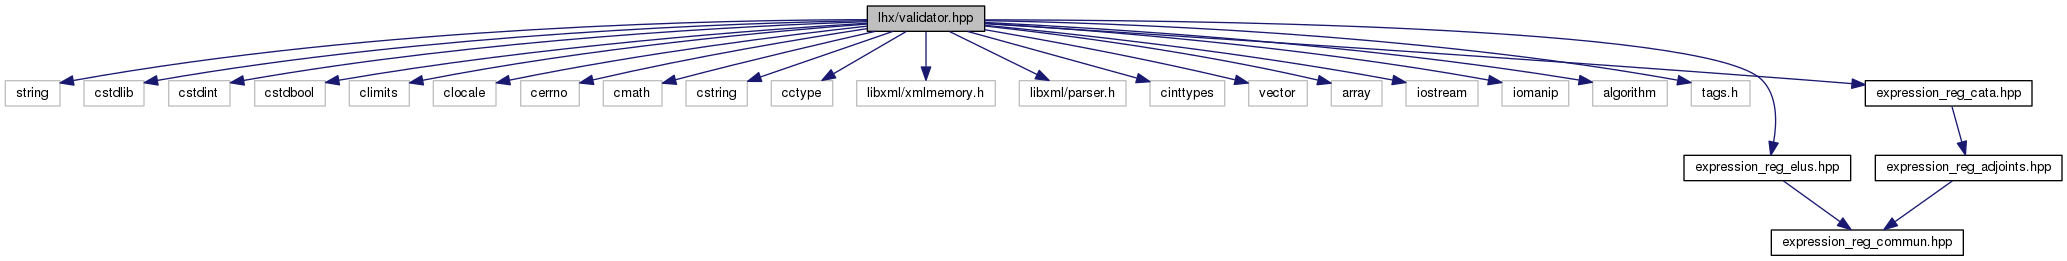 lhx/validator.hpp
string
cstdlib
cstdint
cstdbool
climits
clocale
cerrno
cmath
cstring
cctype
libxml/xmlmemory.h
libxml/parser.h
cinttypes
vector
array
iostream
iomanip
algorithm
tags.h
expression_reg_cata.hpp
expression_reg_elus.hpp
expression_reg_adjoints.hpp
expression_reg_commun.hpp